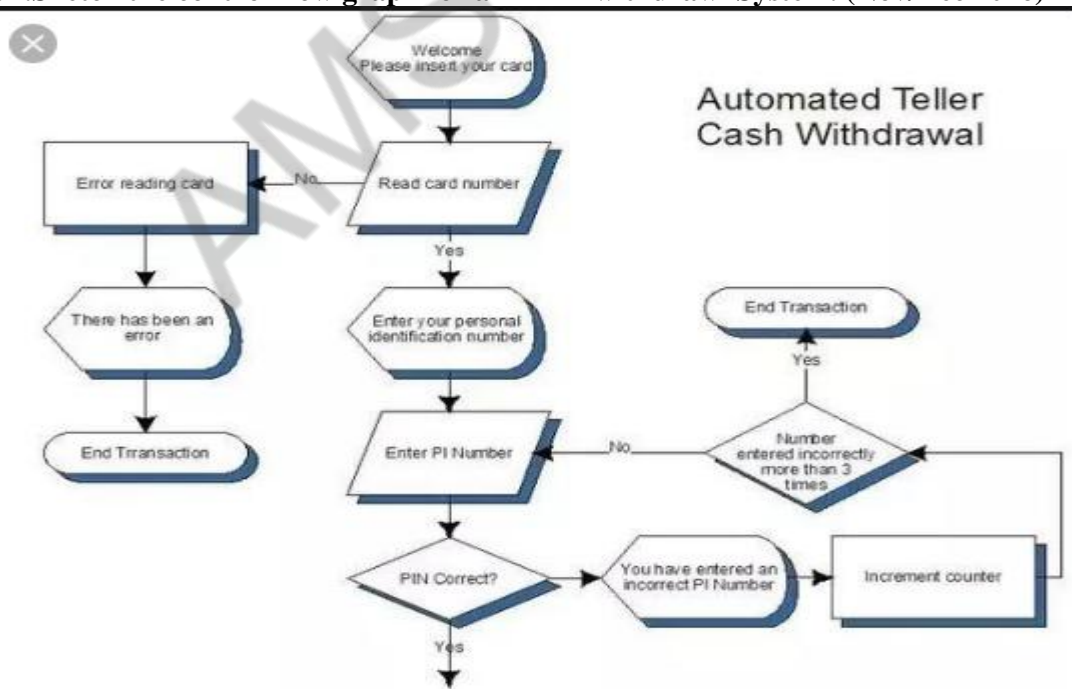 Welcome
Please insert your card
Automated Teller
Cash Withdrawal
Error reading card
No
Read card number
Yes
There has been an
error
Enter your personal
identification number
End Transaction
Yes
End Trransaction
Enter PI Number
No
Number
entered incorrectly
more than 3
times
PIN Correct?
You have entered an
incorrect PI Number
Increment counter
Yes
AMS